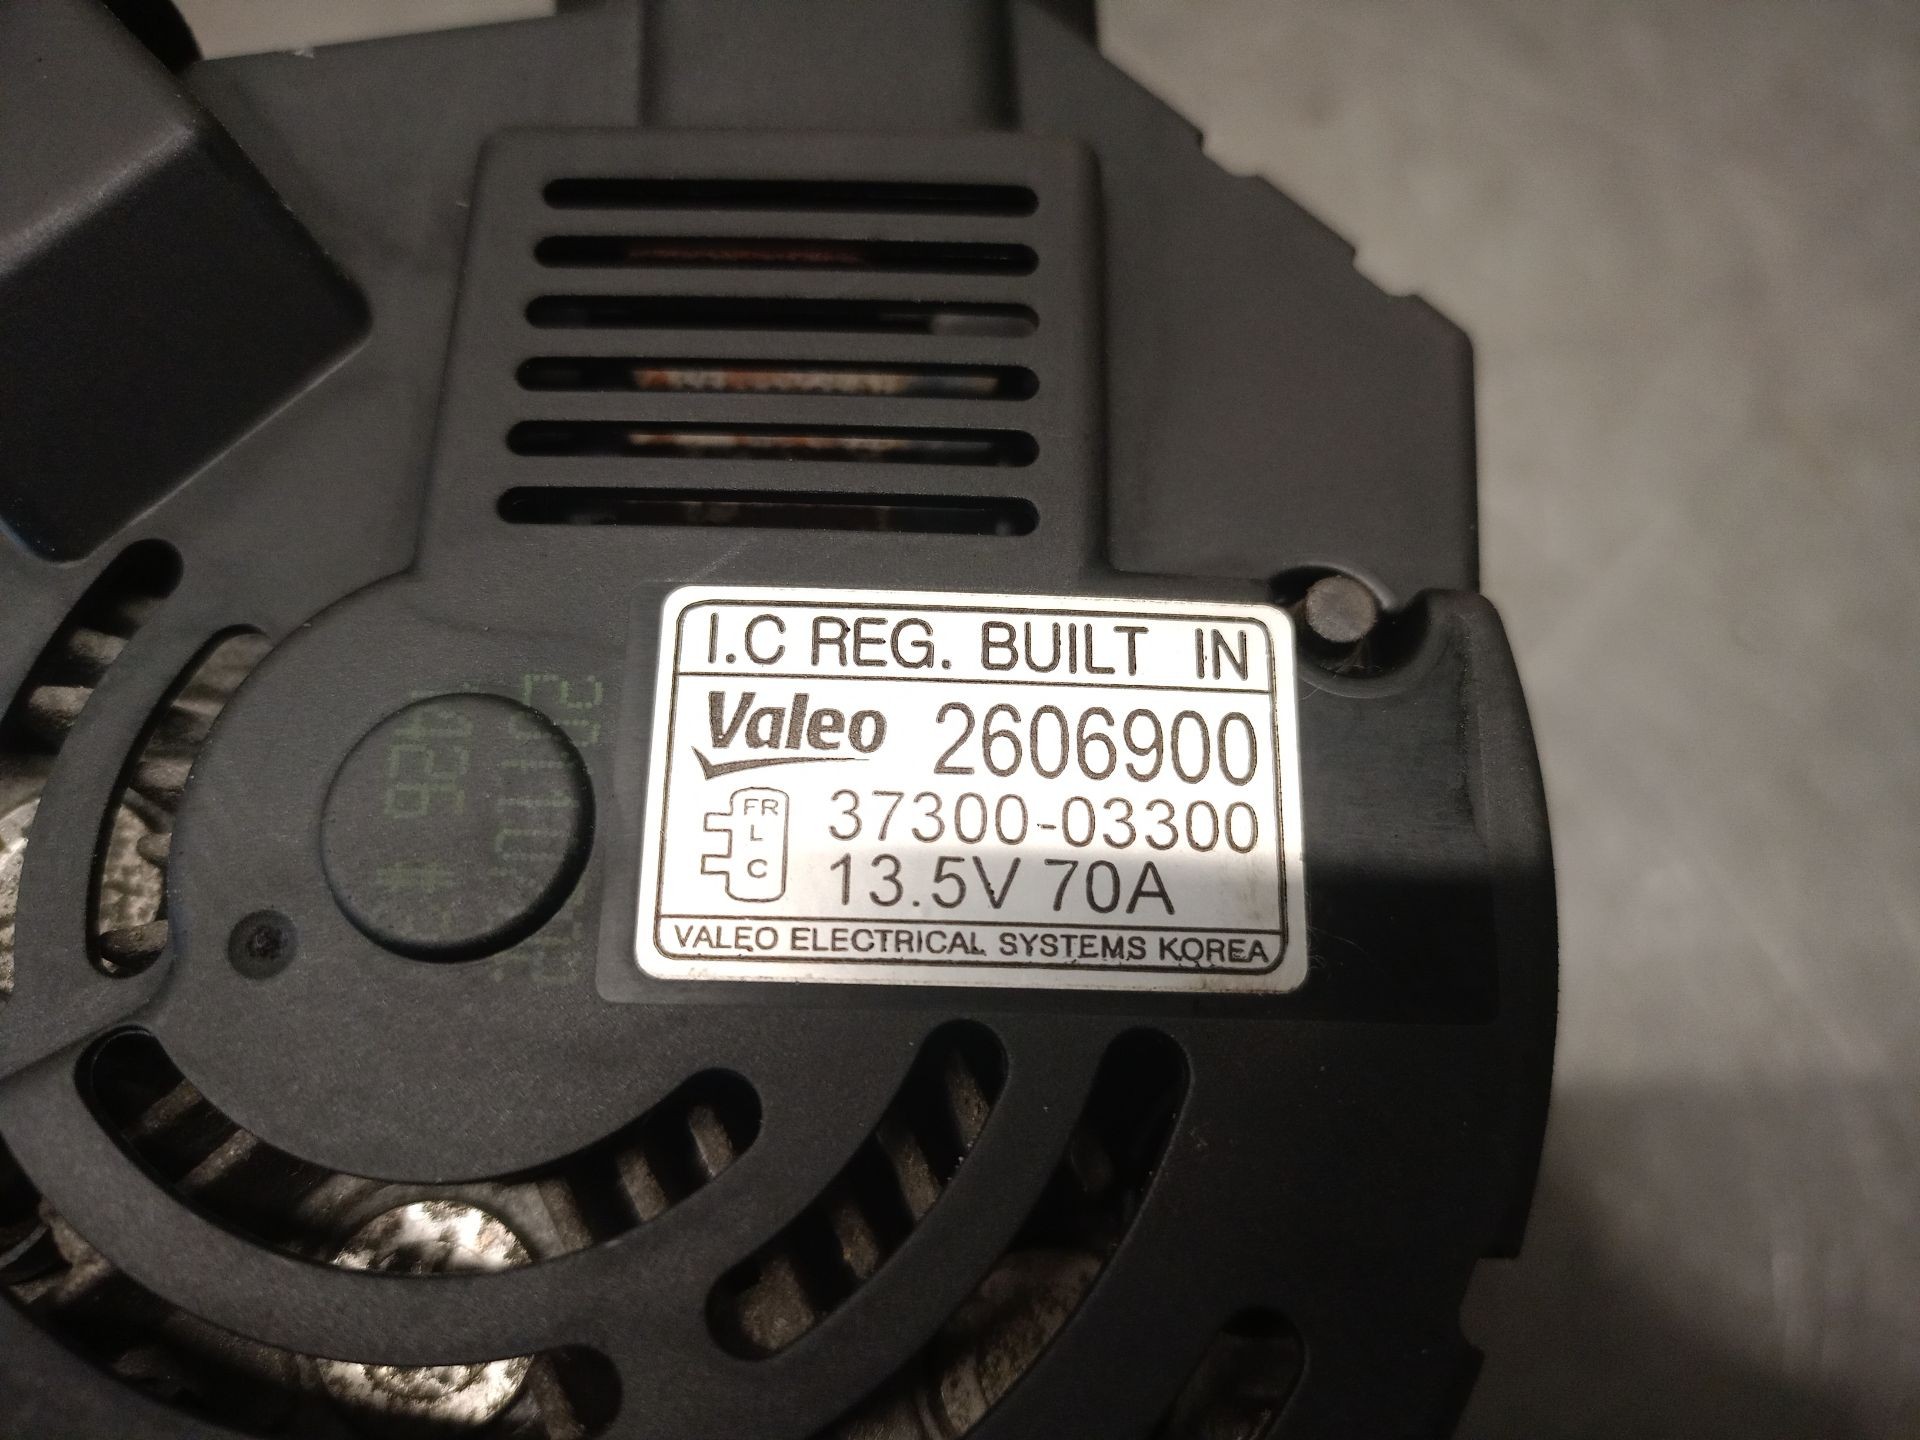 I.C REG. BUILT IN
Valeo 2606900
FR
L
C
37300-03300
13.5V 70A
VALEO ELECTRICAL SYSTEMS KOREA